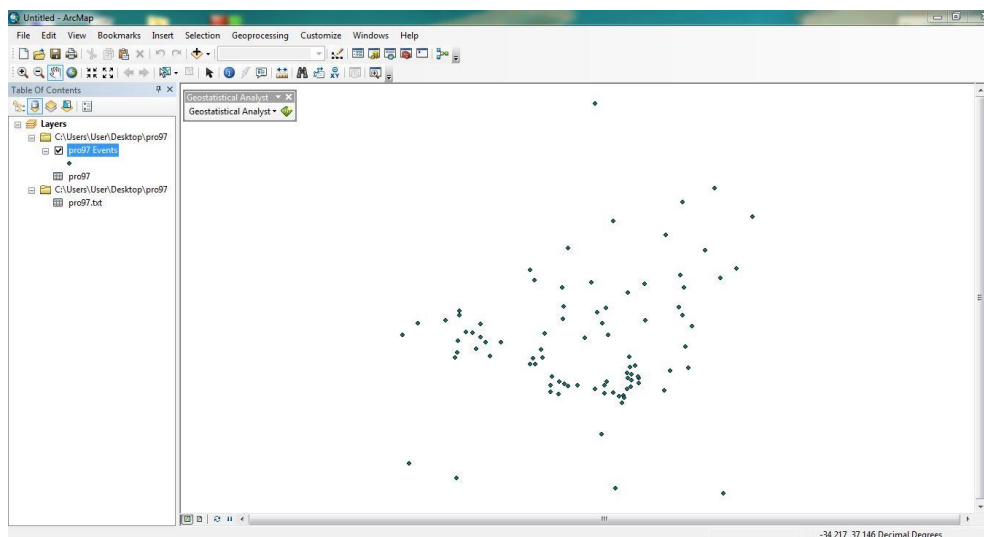 Untitled - ArcMap
File Edit View Bookmarks Insert Selection Geoprocessing Customize Windows Help
Table Of Contents
Geostatistical Analyst
Geostatistical Analyst
Layers
C:\Users\User\Desktop\pro97
pro97 Events
pro97
C:\Users\User\Desktop\pro97
pro97.txt
-34.217 37.146 Decimal Degrees